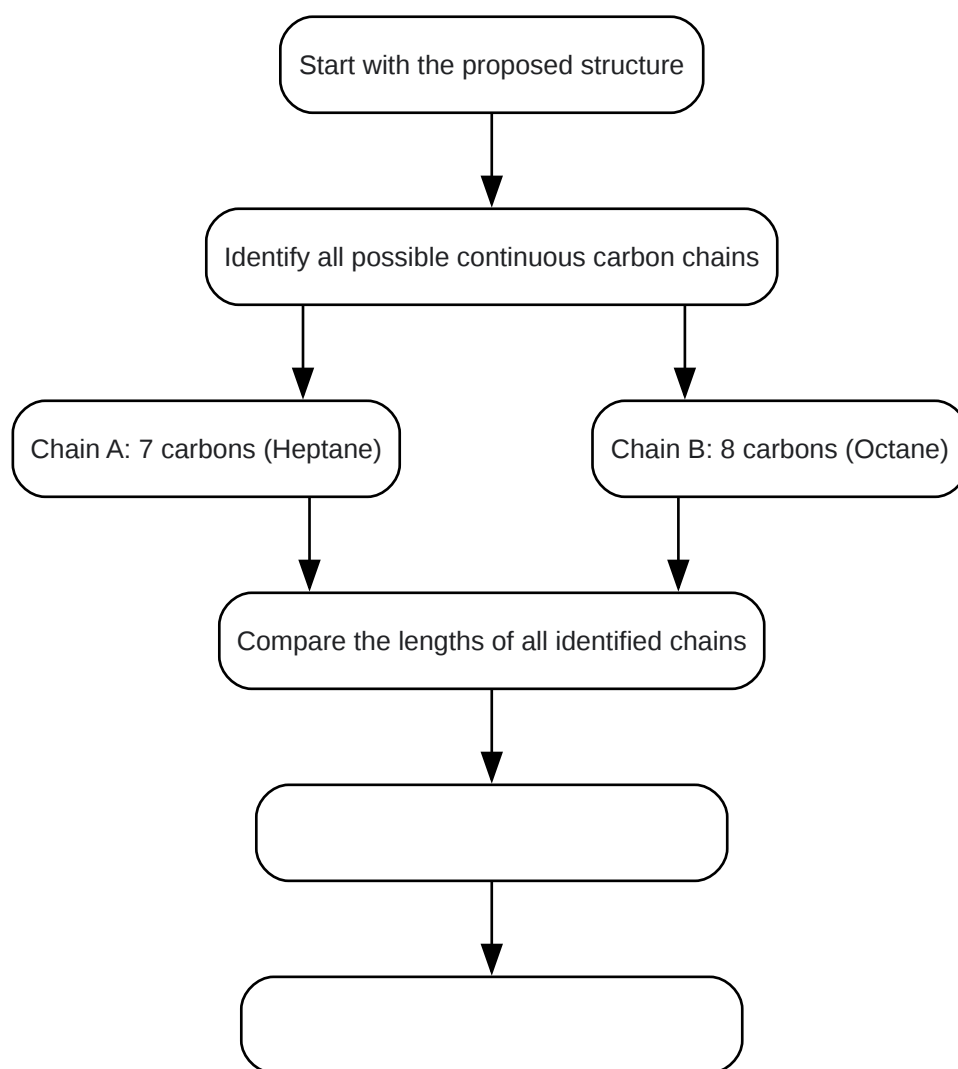 Start with the proposed structure
Identify all possible continuous carbon chains
Chain A: 7 carbons (Heptane)
Chain B: 8 carbons (Octane)
Compare the lengths of all identified chains